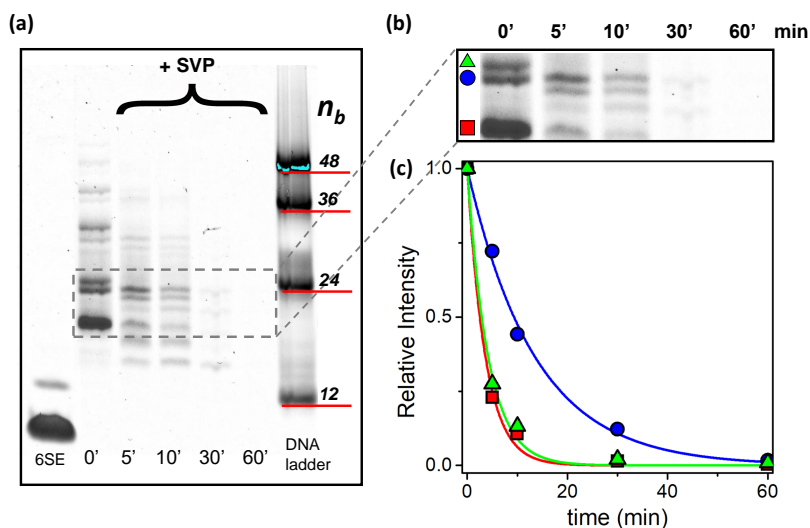 (a)
+ SVP
n_b
48
36
24
12
6SE 0’ 5’ 10’ 30’ 60’ DNA
ladder
(b) 0’ 5’ 10’ 30’ 60’ min
(c)
1.0
0.5
0.0
Relative Intensity
0 20 40 60
time (min)